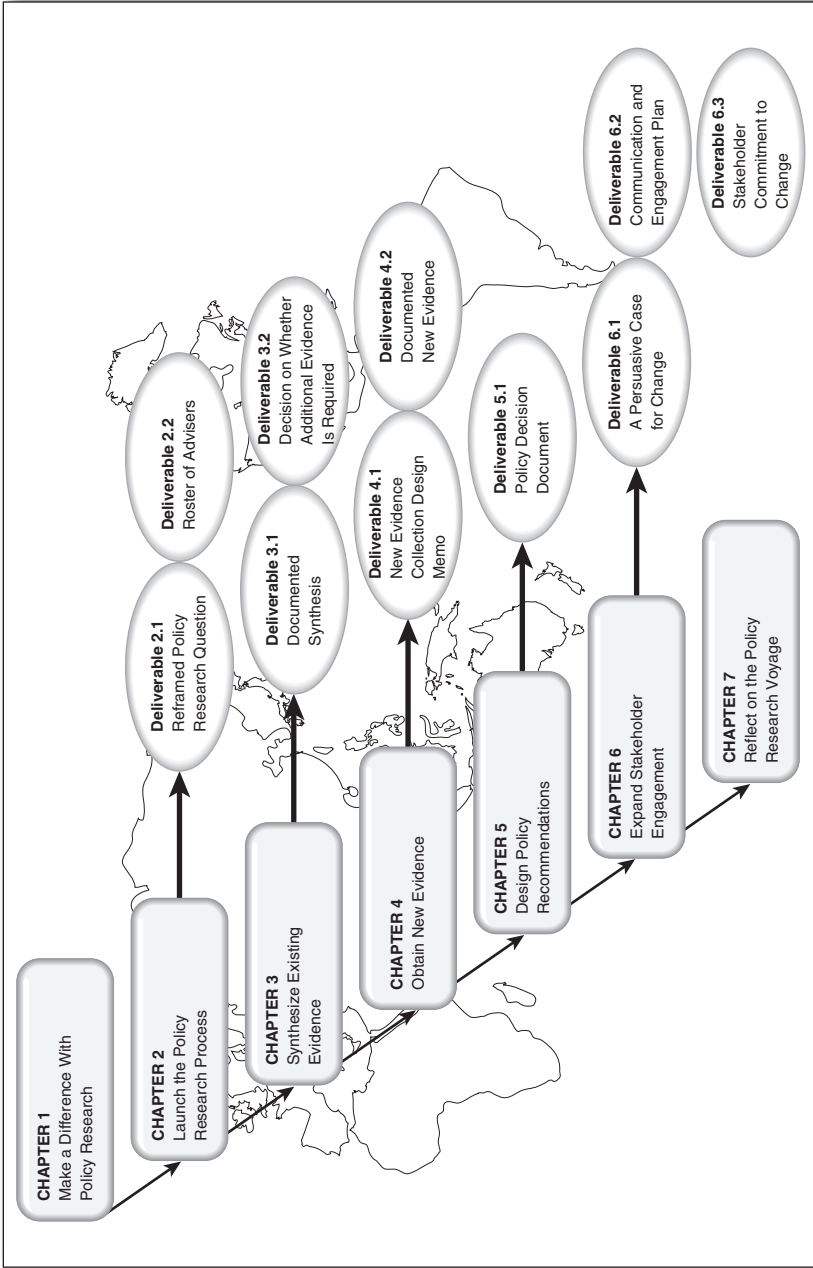 CHAPTER 1
Make a Difference With
Policy Research
CHAPTER 2
Launch the Policy
Research Process
Deliverable 2.1
Reframed Policy
Research Question
Deliverable 2.2
Roster of Advisers
CHAPTER 3
Synthesize Existing
Evidence
Deliverable 3.1
Documented
Synthesis
Deliverable 3.2
Decision on Whether
Additional Evidence
Is Required
CHAPTER 4
Obtain New Evidence
Deliverable 4.1
New Evidence
Collection Design
Memo
Deliverable 4.2
Documented
New Evidence
CHAPTER 5
Design Policy
Recommendations
Deliverable 5.1
Policy Decision
Document
CHAPTER 6
Expand Stakeholder
Engagement
Deliverable 6.1
A Persuasive Case
for Change
Deliverable 6.2
Communication and
Engagement Plan
Deliverable 6.3
Stakeholder
Commitment to
Change
CHAPTER 7
Reflect on the Policy
Research Voyage